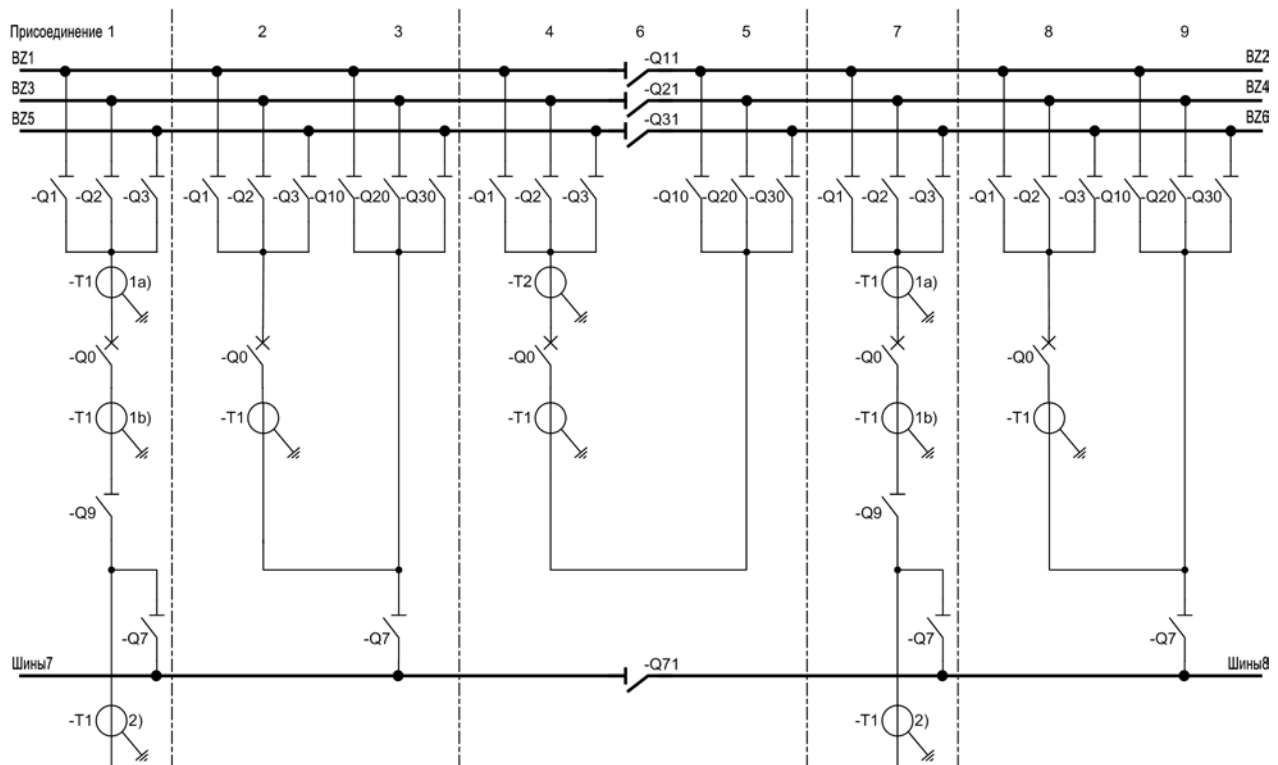 Присоединение 1 2 3 4 6 5 7 8 9
BZ1 -Q11 BZ2
BZ3 -Q21 BZ4
BZ5 -Q31 BZ6
-Q1 -Q2 -Q3 -Q1 -Q2 -Q3 -Q10 -Q20 -Q30 -Q1 -Q2 -Q3 -Q10 -Q20 -Q30 -Q1 -Q2 -Q3 -Q1 -Q2 -Q3 -Q10 -Q20 -Q30
-T1 1a) -T2 -T1 1a)
-Q0 -Q0 -Q0 -Q0 -Q0
-T1 1b) -T1 -T1 -T1 1b) -T1
-Q9 -Q9
-Q7 -Q7 -Q7 -Q7
Шины7 -Q71 Шины8
-T1 2) -T1 2)